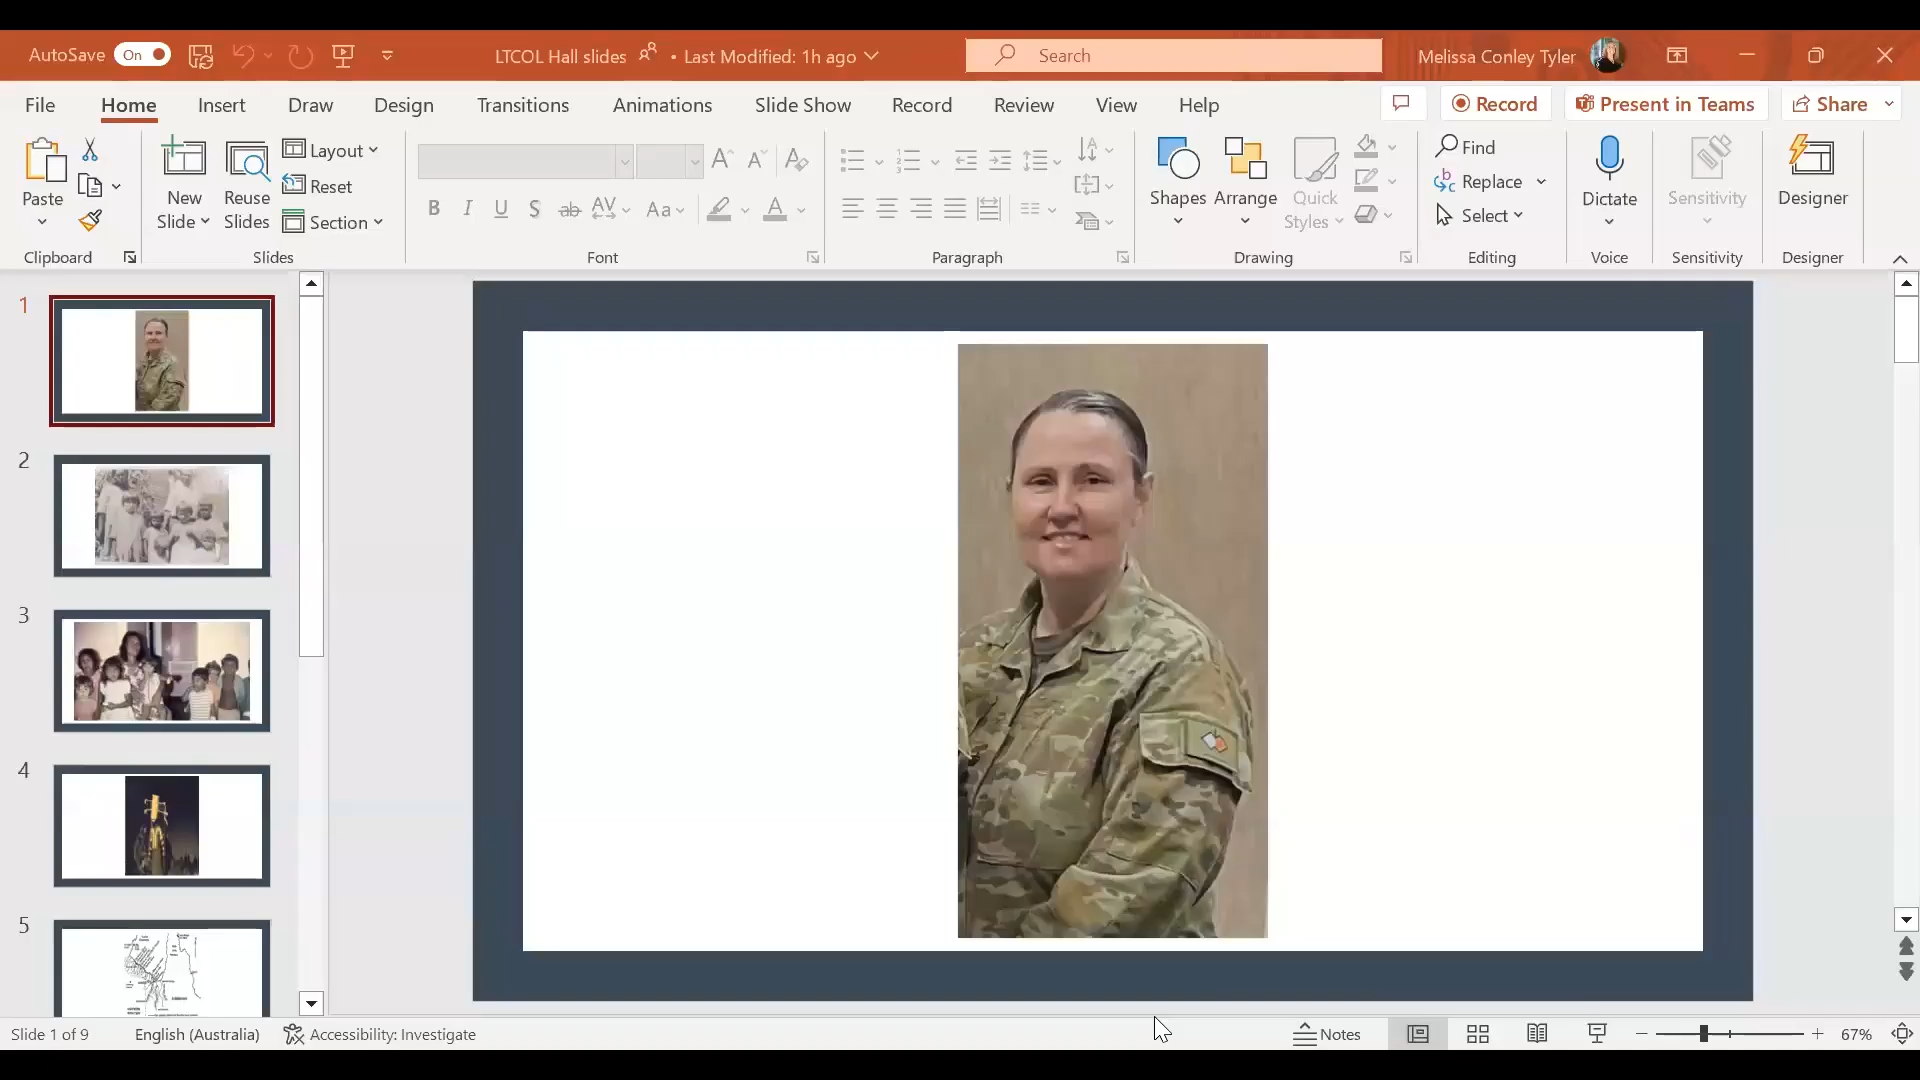 AutoSave On LTCOL Hall slides • Last Modified: 1h ago Search Melissa Conley Tyler
File Home Insert Draw Design Transitions Animations Slide Show Record Review View Help Record Present in Teams Share
Paste
Clipboard
New
Slide
Reuse
Slides
Layout
Reset
Section
Slides
A A A
B I U S ab AV Aa A
Font
Paragraph
Shapes
Arrange
Quick
Styles
Drawing
Find
Replace
Select
Editing
Dictate
Voice
Sensitivity
Sensitivity
Designer
Designer
1
2
3
4
5
Slide 1 of 9 English (Australia) Accessibility: Investigate Notes 67%